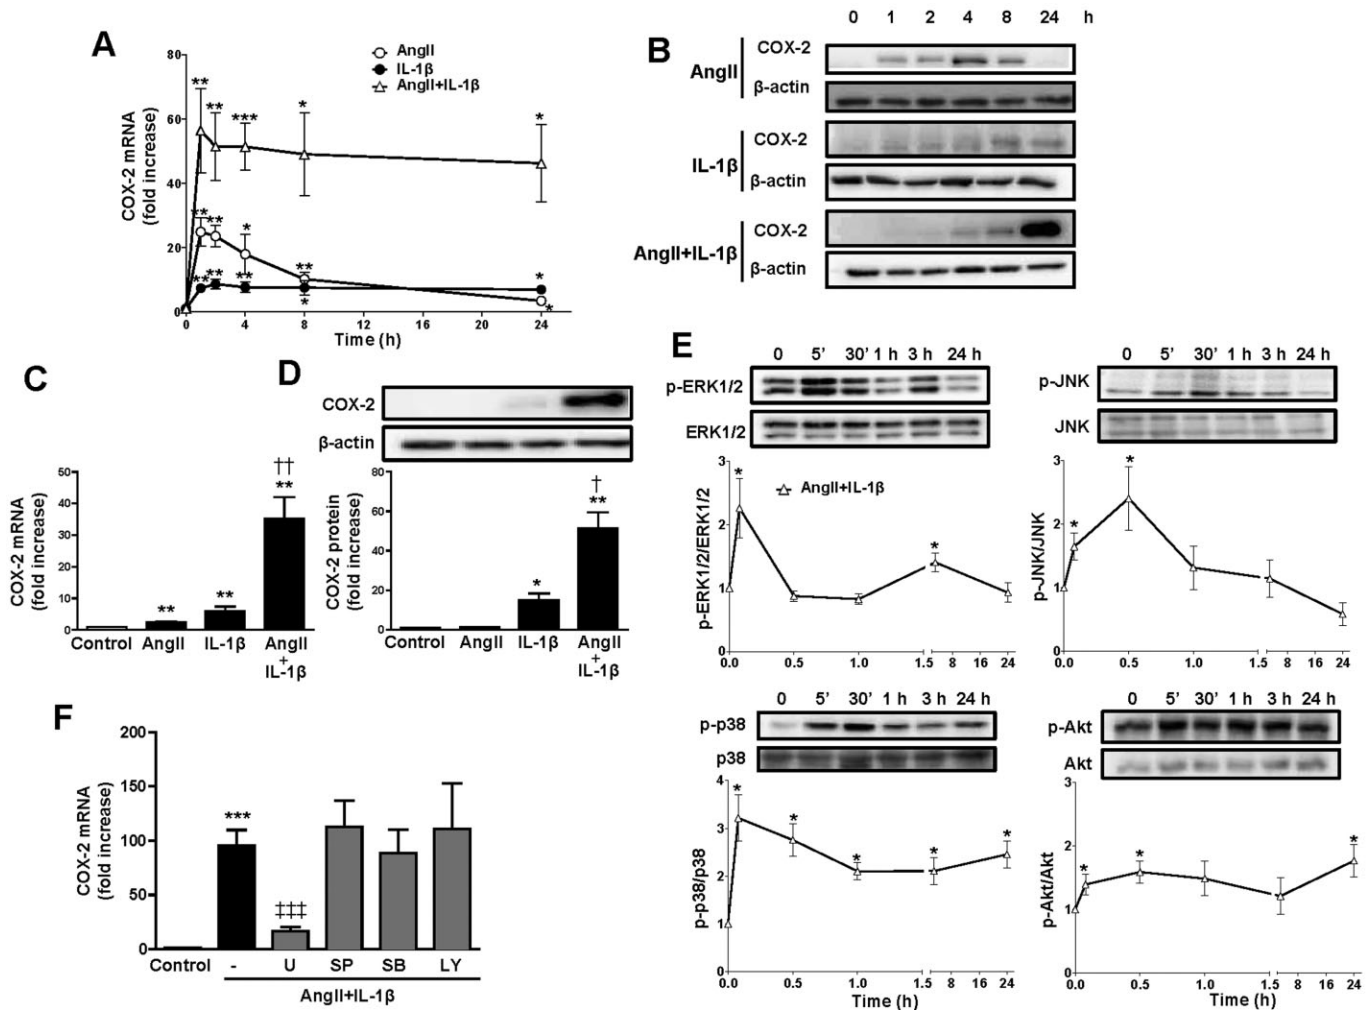 A
80
60
40
20
0
COX-2 mRNA
(fold increase)
AngII
IL-1β
AngII+IL-1β
**
**
***
*
*
**
**
*
**
*
**
**
**
*
*
0
4
8
12
16
20
24
Time (h)
B
0 1 2 4 8 24 h
AngII
COX-2
β-actin
IL-1β
COX-2
β-actin
AngII+IL-1β
COX-2
β-actin
C
COX-2 mRNA
(fold increase)
50
40
30
20
10
0
**
**
††
**
Control AngII IL-1β AngII
+
IL-1β
D
COX-2
β-actin
COX-2 protein
(fold increase)
80
60
40
20
0
*
†
**
Control AngII IL-1β AngII
+
IL-1β
E
0 5' 30' 1 h 3 h 24 h
p-ERK1/2
ERK1/2
AngII+IL-1β
p-ERK1/2/ERK1/2
3
2
1
0
*
*
0.0 0.5 1.0 1.5 8 16 24
0 5' 30' 1 h 3 h 24 h
p-JNK
JNK
p-JNK/JNK
3
2
1
0
*
*
0.0 0.5 1.0 1.5 8 16 24
0 5' 30' 1 h 3 h 24 h
p-p38
p38
p-p38/p38
4
3
2
1
0
*
*
*
*
*
0.0 0.5 1.0 1.5 8 16 24
Time (h)
0 5' 30' 1 h 3 h 24 h
p-Akt
Akt
p-Akt/Akt
3
2
1
0
*
*
*
0.0 0.5 1.0 1.5 8 16 24
Time (h)
F
COX-2 mRNA
(fold increase)
200
150
100
50
0
***
‡‡‡
Control - U SP SB LY
AngII+IL-1β